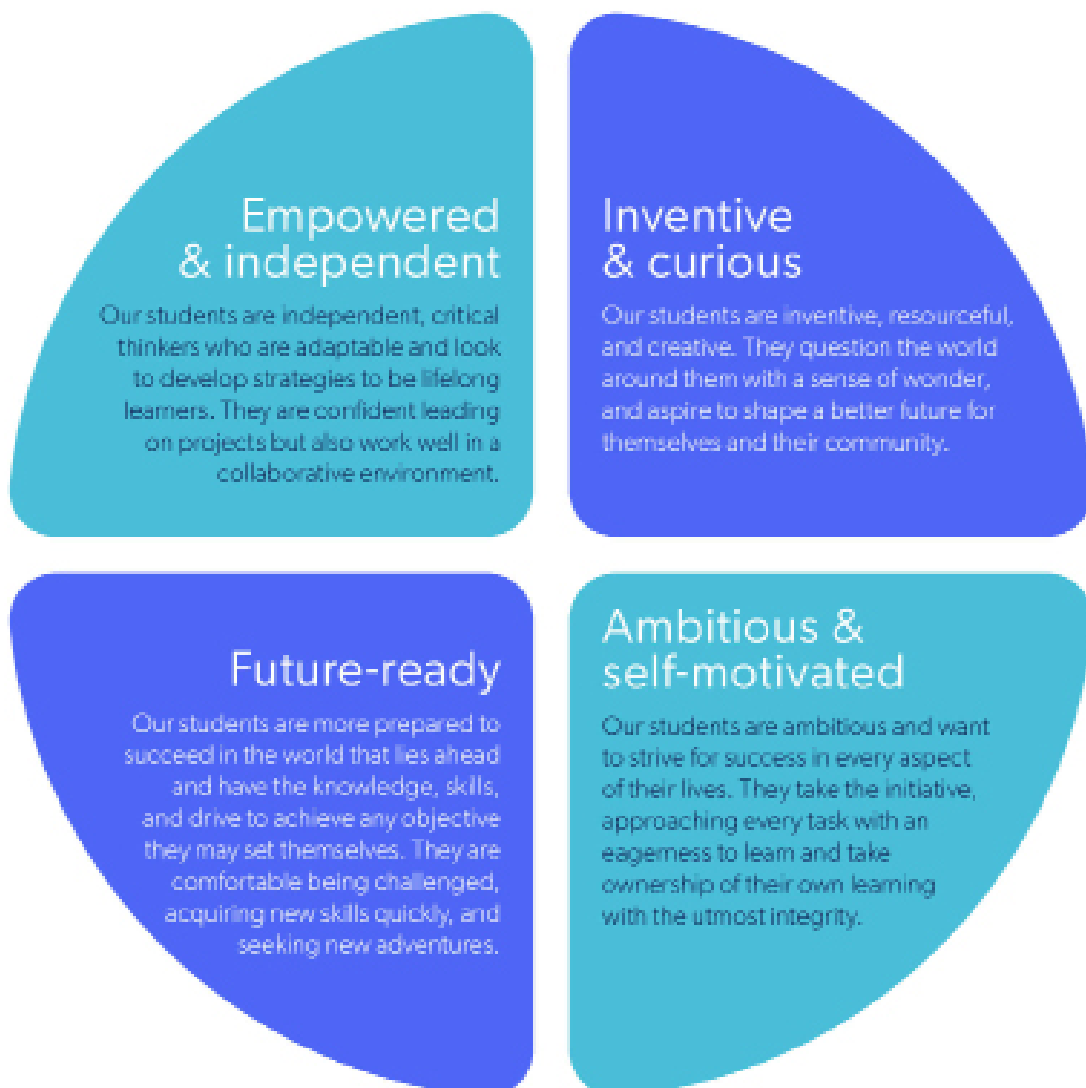 Empowered
& independent
Our students are independent, critical
thinkers who are adaptable and look
to develop strategies to be lifelong
learners. They are confident leading
on projects but also work well in a
collaborative environment.
Inventive
& curious
Our students are inventive, resourceful,
and creative. They question the world
around them with a sense of wonder,
and aspire to shape a better future for
themselves and their community.
Future-ready
Our students are more prepared to
succeed in the world that lies ahead
and have the knowledge, skills,
and drive to achieve any objective
they may set themselves. They are
comfortable being challenged,
acquiring new skills quickly, and
seeking new adventures.
Ambitious &
self-motivated
Our students are ambitious and want
to strive for success in every aspect
of their lives. They take the initiative,
approaching every task with an
eagerness to learn and take
ownership of their own learning
with the utmost integrity.